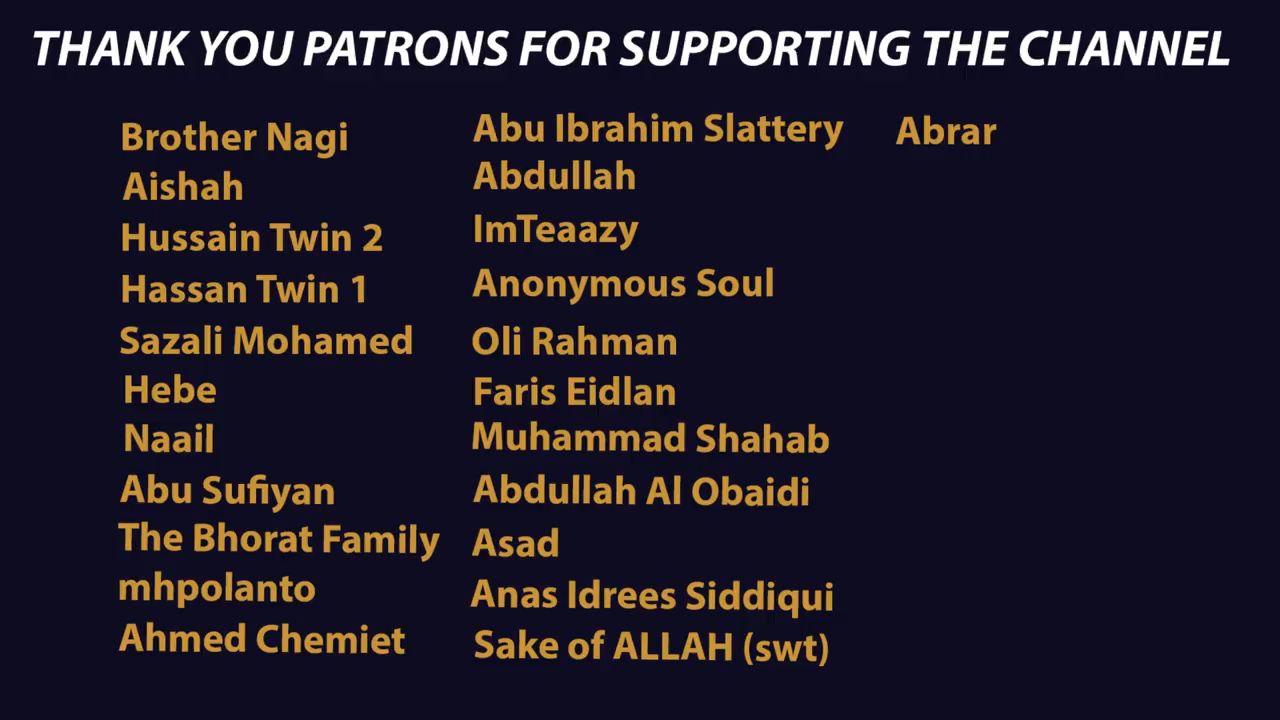 THANK YOU PATRONS FOR SUPPORTING THE CHANNEL
Brother Nagi
Aishah
Hussain Twin 2
Hassan Twin 1
Sazali Mohamed
Hebe
Naail
Abu Sufiyan
The Bhorat Family
mhpolanto
Ahmed Chemiet
Abu Ibrahim Slattery
Abdullah
ImTeaazy
Anonymous Soul
Oli Rahman
Faris Eidlan
Muhammad Shahab
Abdullah Al Obaidi
Asad
Anas Idrees Siddiqui
Sake of ALLAH (swt)
Abrar